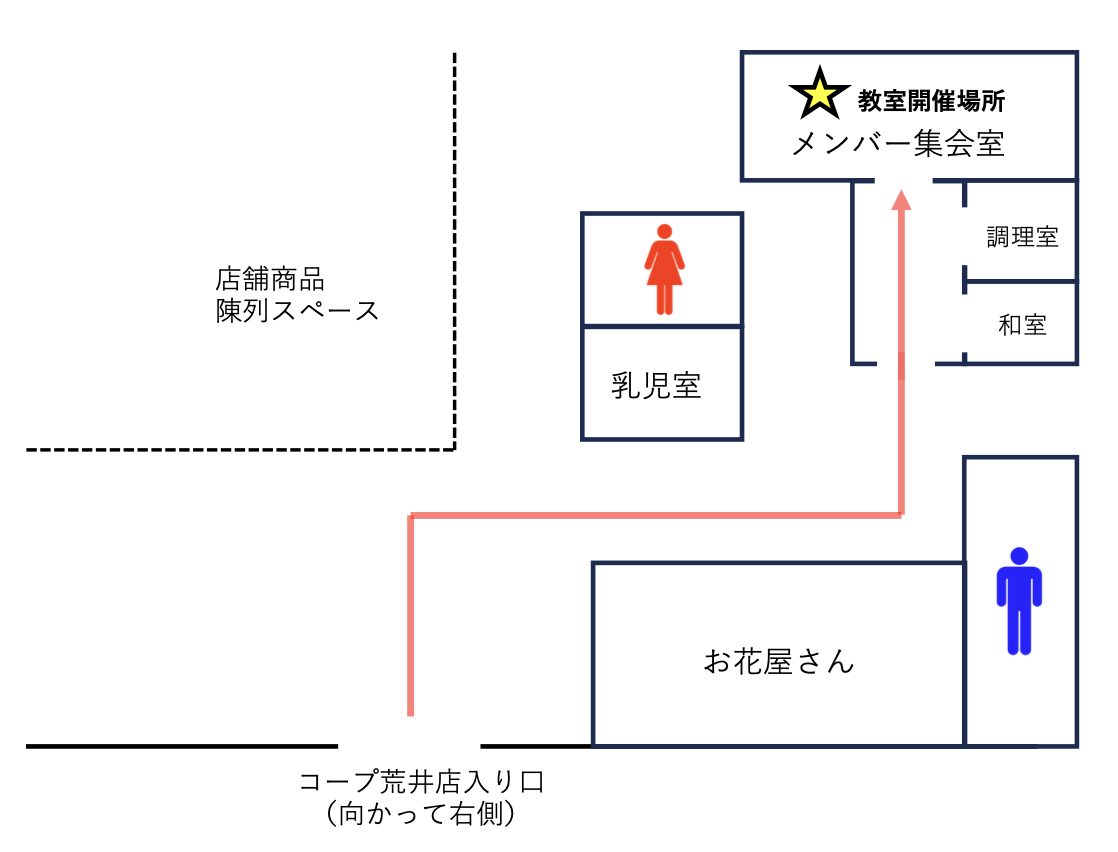 教室開催場所
メンバー集会室
調理室
店舗商品
陳列スペース
和室
乳児室
お花屋さん
コープ荒井店入り口
（向かって右側）